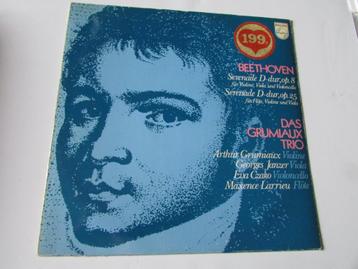 199.
PHILIPS
BEETHOVEN
Serenade D-dur, op. 8
für Violine, Viola und Violoncello
Serenade D-dur, op. 25
für Flöte, Violine und Viola
DAS
GRUMIAUX
TRIO
Arthur Grumiaux Violine
Georges Janzer Viola
Eva Czako Violoncello
Maxence Larrieu Flöte